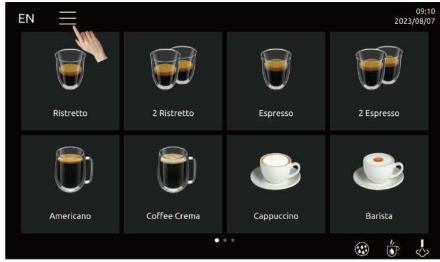 EN
09:10
2023/08/07
Ristretto
2 Ristretto
Espresso
2 Espresso
Americano
Coffee Crema
Cappuccino
Barista